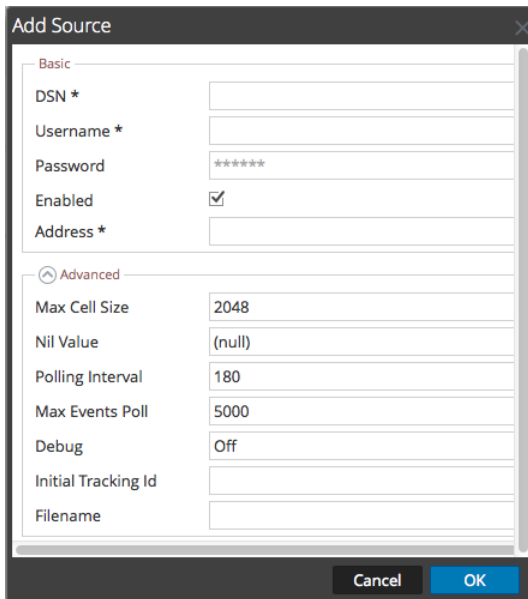 Add Source
Basic
DSN *
Username *
Password ******
Enabled
Address *
Advanced
Max Cell Size 2048
Nil Value (null)
Polling Interval 180
Max Events Poll 5000
Debug Off
Initial Tracking Id
Filename
Cancel OK